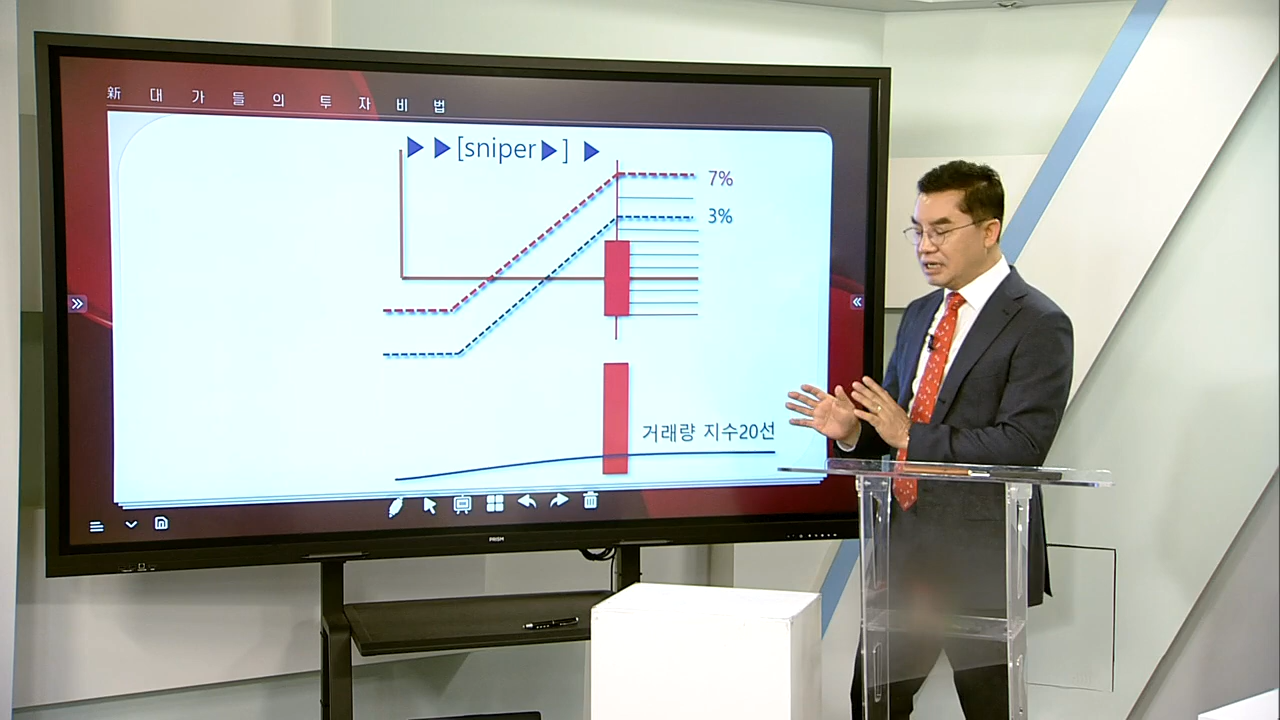 新 대 가 들 의 투 자 비 법
▶ ▶ [sniper▶] ▶
7%
3%
거래량 지수20선
PRISM